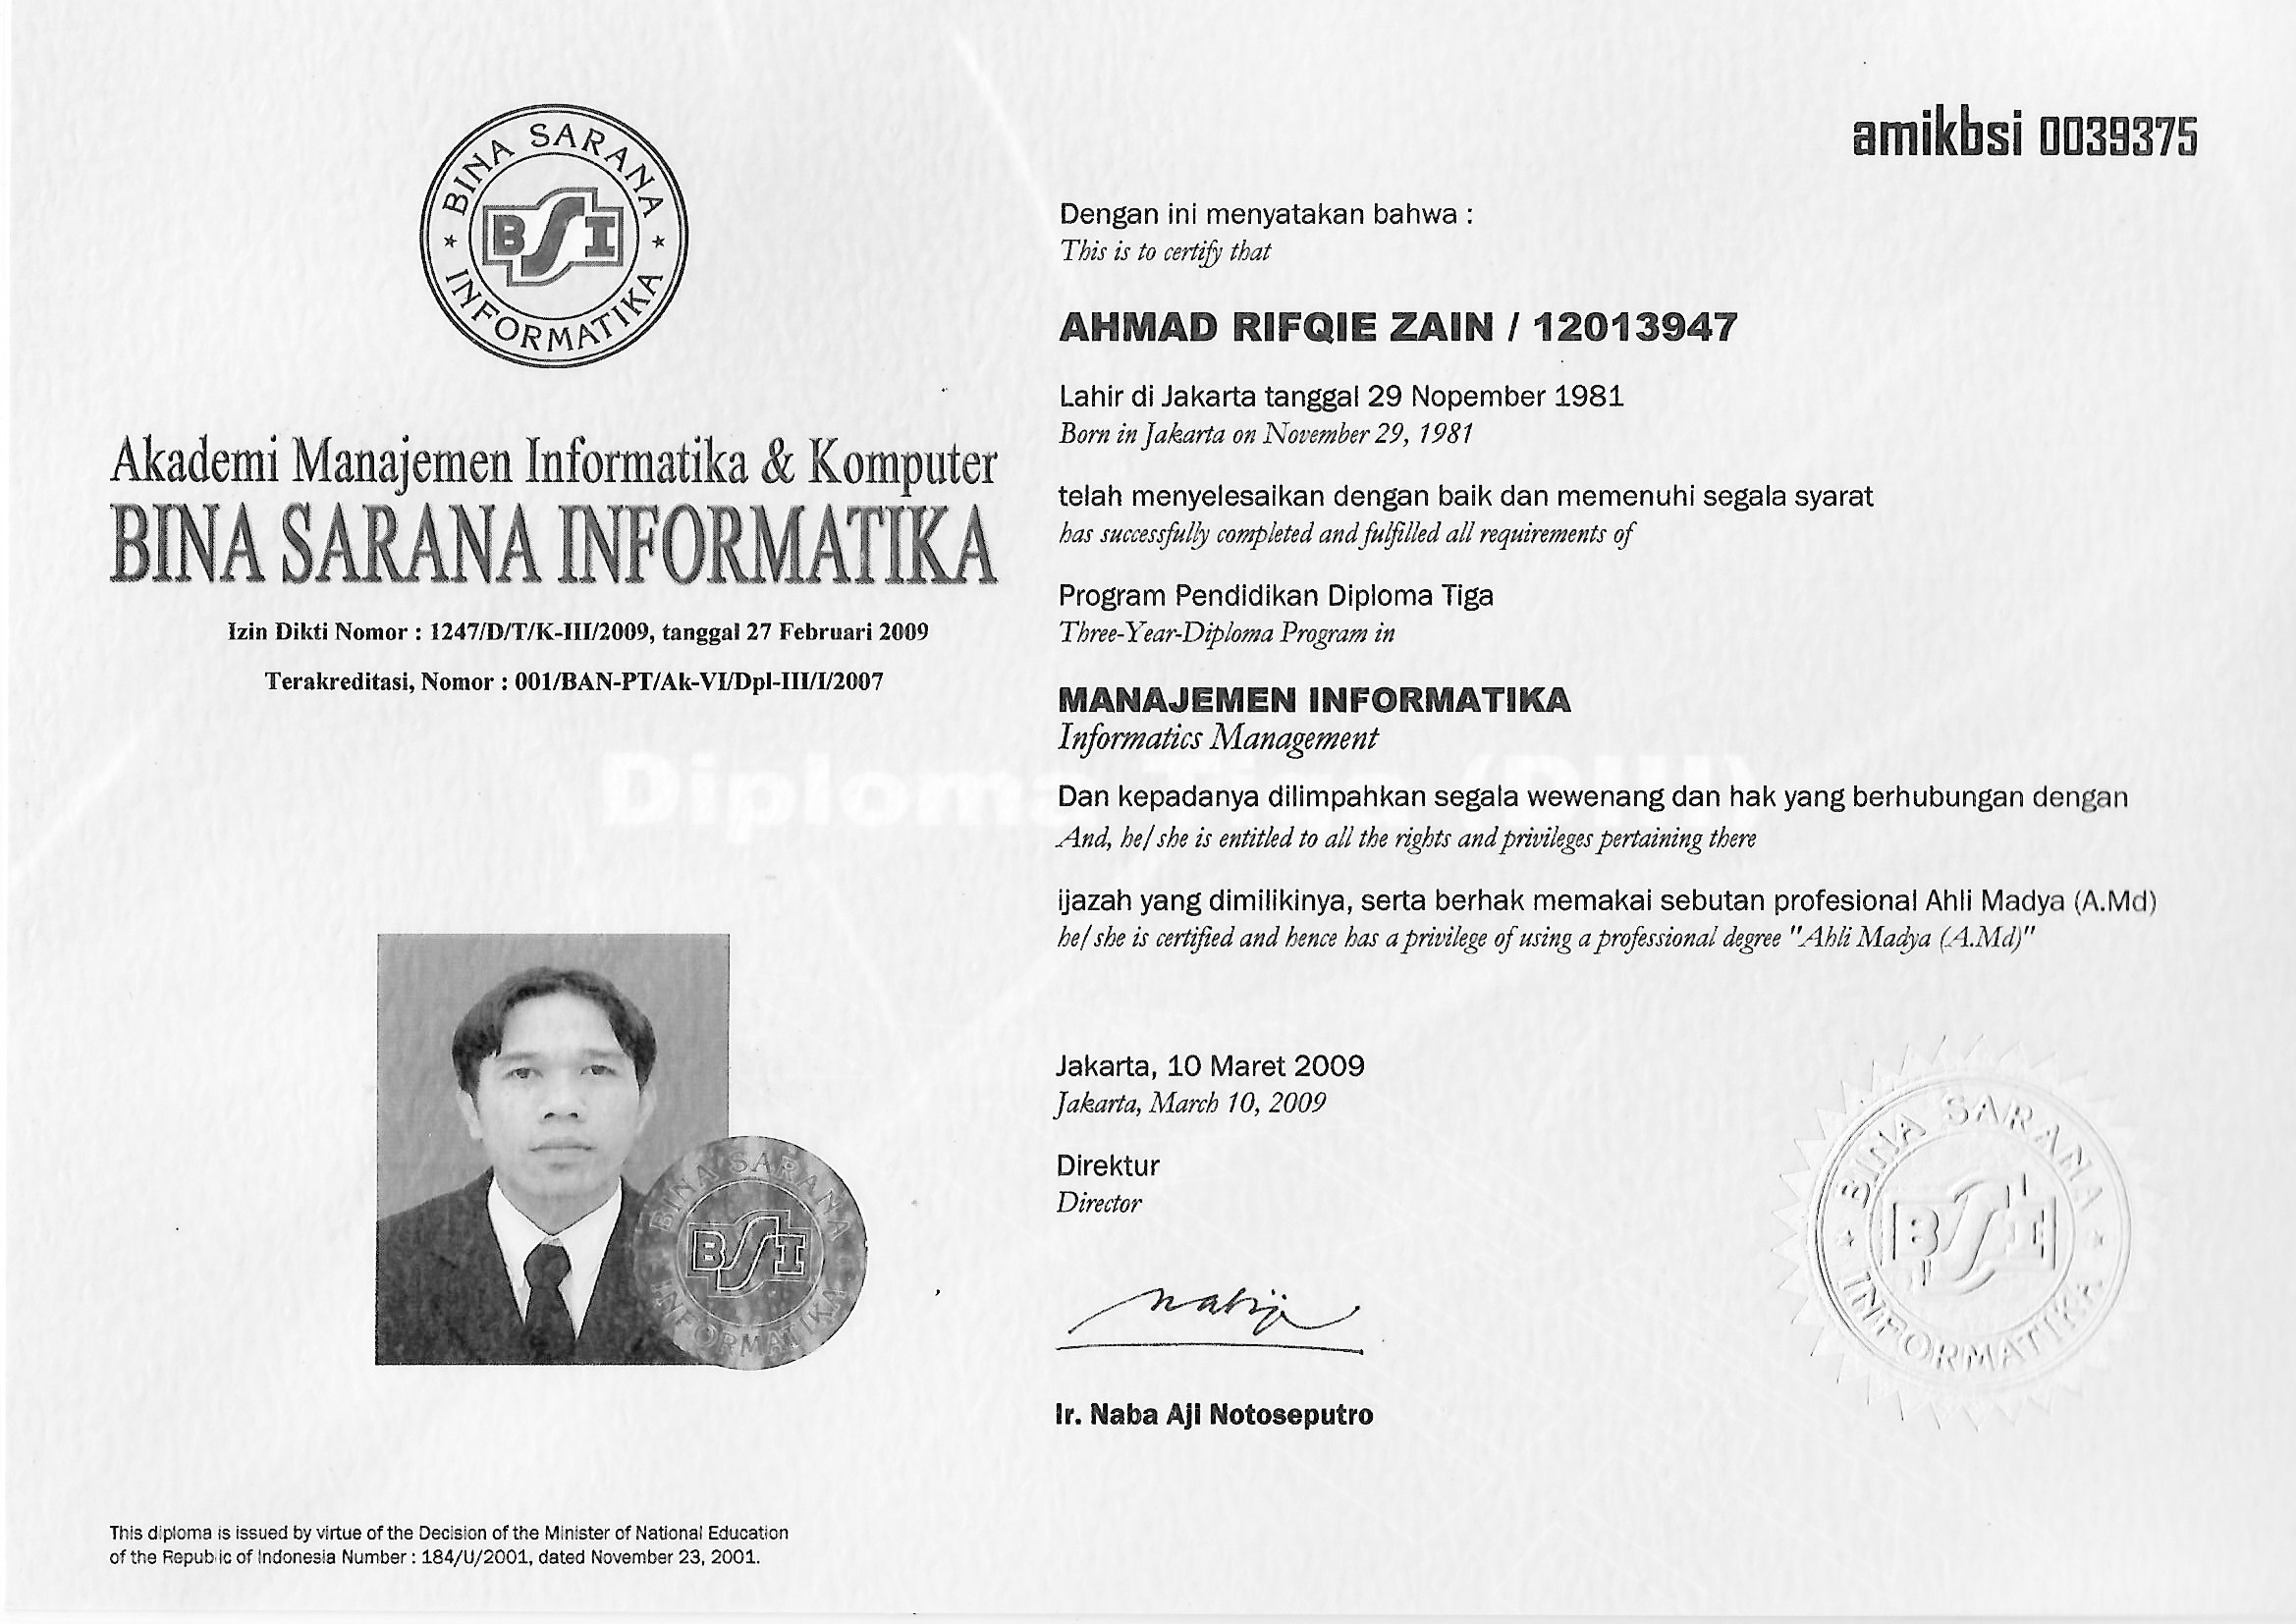 BINA SARANA
BSI
INFORMATIKA
Akademi Manajemen Informatika & Komputer
BINA SARANA INFORMATIKA
Izin Dikti Nomor : 1247/D/T/K-III/2009, tanggal 27 Februari 2009
Terakreditasi, Nomor : 001/BAN-PT/Ak-VI/Dpl-III/I/2007
amikbsi 0039375
Dengan ini menyatakan bahwa :
This is to certify that
AHMAD RIFQIE ZAIN / 12013947
Lahir di Jakarta tanggal 29 Nopember 1981
Born in Jakarta on November 29, 1981
telah menyelesaikan dengan baik dan memenuhi segala syarat
has successfully completed and fulfilled all requirements of
Program Pendidikan Diploma Tiga
Three-Year-Diploma Program in
MANAJEMEN INFORMATIKA
Informatics Management
Dan kepadanya dilimpahkan segala wewenang dan hak yang berhubungan dengan
And, he/she is entitled to all the rights and privileges pertaining there
ijazah yang dimilikinya, serta berhak memakai sebutan profesional Ahli Madya (A.Md)
he/she is certified and hence has a privilege of using a professional degree "Ahli Madya (A.Md)"
Jakarta, 10 Maret 2009
Jakarta, March 10, 2009
Direktur
Director
Ir. Naba Aji Notoseputro
BINA SARANA
BSI
INFORMATIKA
BINA SARANA
BSI
INFORMATIKA
This diploma is issued by virtue of the Decision of the Minister of National Education
of the Republic of Indonesia Number : 184/U/2001, dated November 23, 2001.